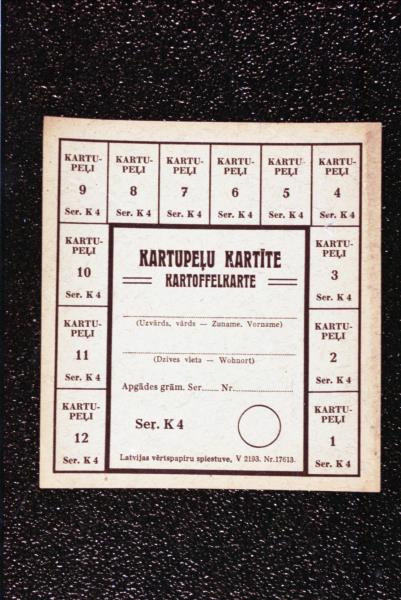 KARTU-
PEĻI
9
Ser. K 4
KARTU-
PEĻI
8
Ser. K 4
KARTU-
PEĻI
7
Ser. K 4
KARTU-
PEĻI
6
Ser. K 4
KARTU-
PEĻI
5
Ser. K 4
KARTU-
PEĻI
4
Ser. K 4
KARTU-
PEĻI
10
Ser. K 4
KARTU-
PEĻI
3
Ser. K 4
KARTU-
PEĻI
11
Ser. K 4
KARTU-
PEĻI
2
Ser. K 4
KARTU-
PEĻI
12
Ser. K 4
KARTU-
PEĻI
1
Ser. K 4
KARTUPEĻU KARTĪTE
KARTOFFELKARTE
(Uzvārds, vārds — Zuname, Vorname)
(Dzīves vieta — Wohnort)
Apgādes grām. Ser...... Nr..................
Ser. K 4
Latvijas vērtspapīru spiestuve, V 2193. Nr.17613.